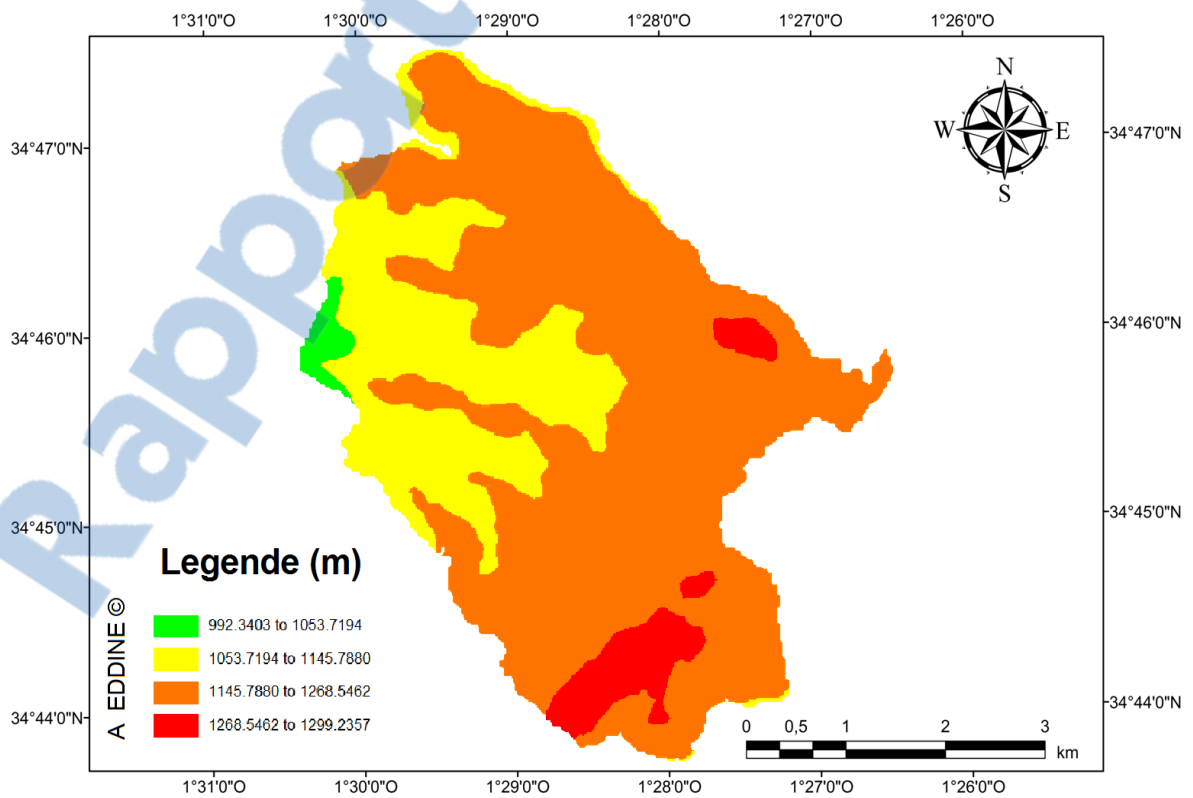 1°31'0"O 1°30'0"O 1°29'0"O 1°28'0"O 1°27'0"O 1°26'0"O
N
W E
S
34°47'0"N 34°47'0"N
34°46'0"N 34°46'0"N
34°45'0"N 34°45'0"N
34°44'0"N 34°44'0"N
Rapport
Legende (m)
992.3403 to 1053.7194
1053.7194 to 1145.7880
1145.7880 to 1268.5462
1268.5462 to 1299.2357
A EDDINE ©
0 0,5 1 2 3
km
1°31'0"O 1°30'0"O 1°29'0"O 1°28'0"O 1°27'0"O 1°26'0"O